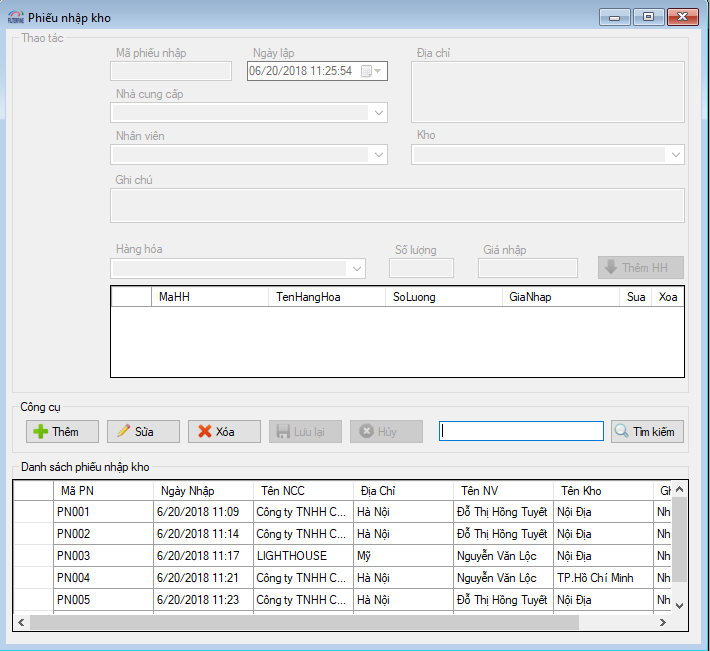 Phiếu nhập kho
Thao tác
Mã phiếu nhập
Ngày lập
Địa chỉ
06/20/2018 11:25:54
Nhà cung cấp
Nhân viên
Kho
Ghi chú
Hàng hóa
Số lượng
Giá nhập
Thêm HH
MaHH TenHangHoa SoLuong GiaNhap Sua Xoa
Công cụ
Thêm Sửa Xóa Lưu lại Hủy Tìm kiếm
Danh sách phiếu nhập kho
Mã PN Ngày Nhập Tên NCC Địa Chỉ Tên NV Tên Kho
PN001 6/20/2018 11:09 Công ty TNHH C... Hà Nội Đỗ Thị Hồng Tuyết Nội Địa Nh
PN002 6/20/2018 11:14 Công ty TNHH C... Hà Nội Đỗ Thị Hồng Tuyết Nội Địa Nh
PN003 6/20/2018 11:17 LIGHTHOUSE Mỹ Nguyễn Văn Lộc Nội Địa Nh
PN004 6/20/2018 11:21 Công ty TNHH C... Hà Nội Nguyễn Văn Lộc TP.Hồ Chí Minh Nh
PN005 6/20/2018 11:23 Công ty TNHH C... Hà Nội Đỗ Thị Hồng Tuyết Nội Địa Nh